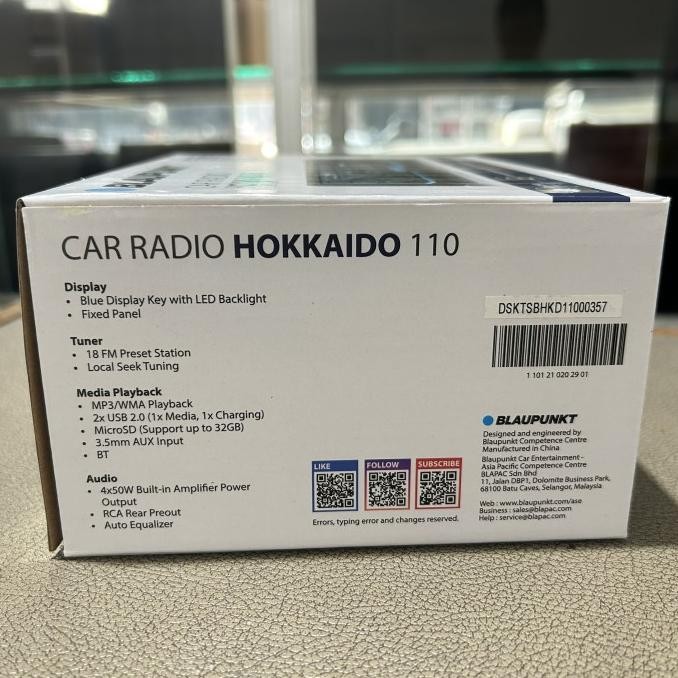 BLAUPUNKT
CAR RADIO HOKKAIDO 110
Display
• Blue Display Key with LED Backlight
• Fixed Panel
Tuner
• 18 FM Preset Station
• Local Seek Tuning
Media Playback
• MP3/WMA Playback
• 2x USB 2.0 (1x Media, 1x Charging)
• MicroSD (Support up to 32GB)
• 3.5mm AUX Input
• BT
Audio
• 4x50W Built-in Amplifier Power
Output
• RCA Rear Preout
• Auto Equalizer
LIKE
FOLLOW
SUBSCRIBE
Errors, typing error and changes reserved.
DSKTSBHKD11000357
1 101 21 020 29 01
BLAUPUNKT
Designed and engineered by
Blaupunkt Competence Centre
Manufactured in China
Blaupunkt Car Entertainment -
Asia Pacific Competence Centre
BLAPAC Sdn Bhd
11, Jalan DBP1, Dolomite Business Park,
68100 Batu Caves, Selangor, Malaysia
Web : www.blaupunkt.com/ase
Business : sales@blapac.com
Help : service@blapac.com